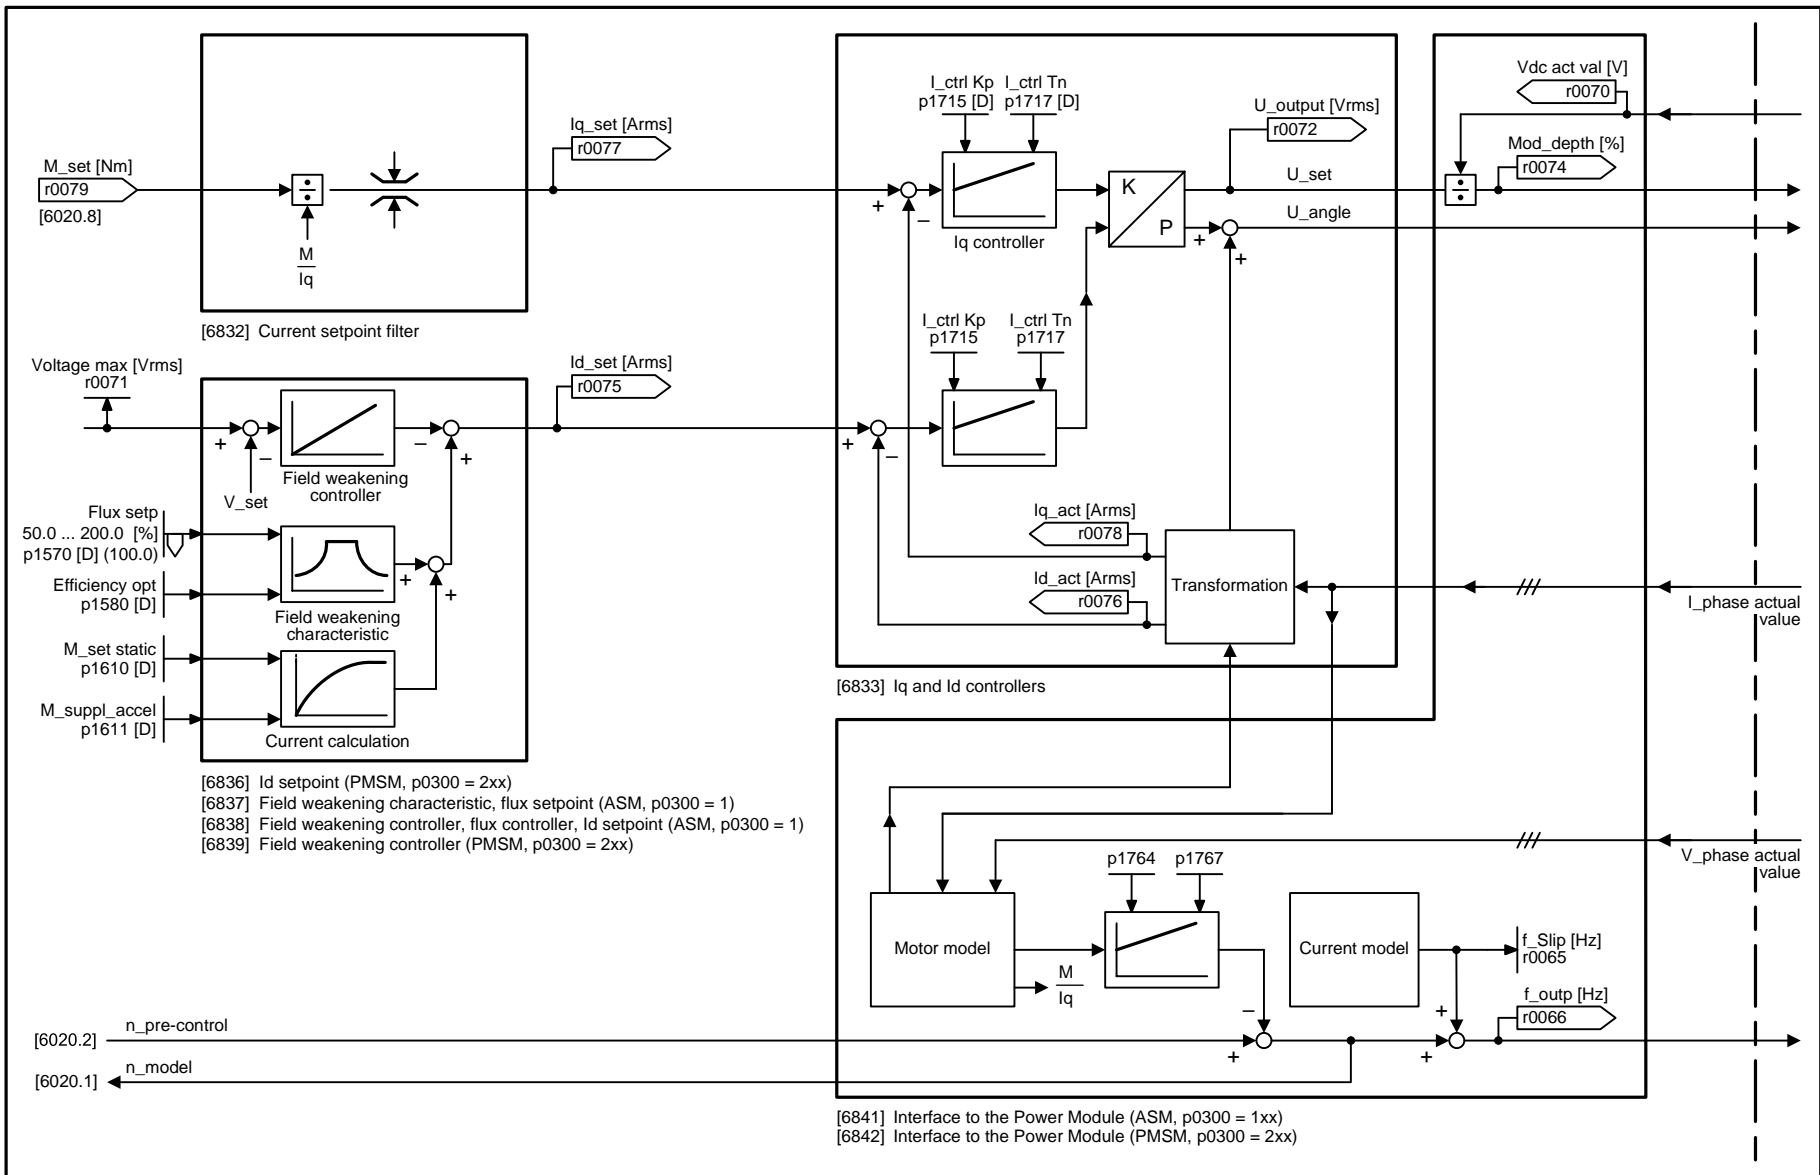 M_set [Nm]
r0079
[6020.8]
÷
M
Iq
Iq_set [Arms]
r0077
[6832] Current setpoint filter
Voltage max [Vrms]
r0071
+
–
V_set
Field weakening
controller
–
+
Id_set [Arms]
r0075
Flux setp
50.0 ... 200.0 [%]
p1570 [D] (100.0)
Efficiency opt
p1580 [D]
Field weakening
characteristic
+
+
M_set static
p1610 [D]
M_suppl_accel
p1611 [D]
Current calculation
[6836] Id setpoint (PMSM, p0300 = 2xx)
[6837] Field weakening characteristic, flux setpoint (ASM, p0300 = 1)
[6838] Field weakening controller, flux controller, Id setpoint (ASM, p0300 = 1)
[6839] Field weakening controller (PMSM, p0300 = 2xx)
I_ctrl Kp
p1715 [D]
I_ctrl Tn
p1717 [D]
+
–
Iq controller
K
P
U_output [Vrms]
r0072
U_set
U_angle
+
+
I_ctrl Kp
p1715
I_ctrl Tn
p1717
+
–
Iq_act [Arms]
r0078
Id_act [Arms]
r0076
Transformation
[6833] Iq and Id controllers
Vdc act val [V]
r0070
Mod_depth [%]
r0074
÷
I_phase actual
value
V_phase actual
value
p1764
p1767
Motor model
M
Iq
Current model
f_Slip [Hz]
r0065
f_outp [Hz]
r0066
–
+
+
+
[6020.2]
n_pre-control
[6020.1]
n_model
[6841] Interface to the Power Module (ASM, p0300 = 1xx)
[6842] Interface to the Power Module (PMSM, p0300 = 2xx)